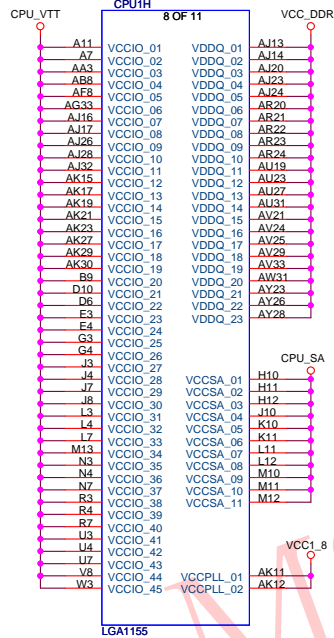 CPU1H
CPU_VTT 8 OF 11 VCC_DDR
A11 VCCIO_01 VDDQ_01 AJ13
A7 VCCIO_02 VDDQ_02 AJ14
AA3 VCCIO_03 VDDQ_03 AJ20
AB8 VCCIO_04 VDDQ_04 AJ23
AF8 VCCIO_05 VDDQ_05 AJ24
AG33 VCCIO_06 VDDQ_06 AR20
AJ16 VCCIO_07 VDDQ_07 AR21
AJ17 VCCIO_08 VDDQ_08 AR22
AJ26 VCCIO_09 VDDQ_09 AR23
AJ28 VCCIO_10 VDDQ_10 AR24
AJ32 VCCIO_11 VDDQ_11 AU19
AK15 VCCIO_12 VDDQ_12 AU23
AK17 VCCIO_13 VDDQ_13 AU27
AK19 VCCIO_14 VDDQ_14 AU31
AK21 VCCIO_15 VDDQ_15 AV21
AK23 VCCIO_16 VDDQ_16 AV24
AK27 VCCIO_17 VDDQ_17 AV25
AK29 VCCIO_18 VDDQ_18 AV29
AK30 VCCIO_19 VDDQ_19 AV33
B9 VCCIO_20 VDDQ_20 AW31
D10 VCCIO_21 VDDQ_21 AY23
D6 VCCIO_22 VDDQ_22 AY26
E3 VCCIO_23 VDDQ_23 AY28
E4 VCCIO_24
G3 VCCIO_25
G4 VCCIO_26 CPU_SA
J3 VCCIO_27
J4 VCCIO_28 VCCSA_01 H10
J7 VCCIO_29 VCCSA_02 H11
J8 VCCIO_30 VCCSA_03 H12
L3 VCCIO_31 VCCSA_04 J10
L4 VCCIO_32 VCCSA_05 K10
L7 VCCIO_33 VCCSA_06 K11
M13 VCCIO_34 VCCSA_07 L11
N3 VCCIO_35 VCCSA_08 L12
N4 VCCIO_36 VCCSA_09 M10
N7 VCCIO_37 VCCSA_10 M11
R3 VCCIO_38 VCCSA_11 M12
R4 VCCIO_39
R7 VCCIO_40
U3 VCCIO_41
U4 VCCIO_42 VCC1_8
U7 VCCIO_43
V8 VCCIO_44 VCCPLL_01 AK11
W3 VCCIO_45 VCCPLL_02 AK12
LGA1155